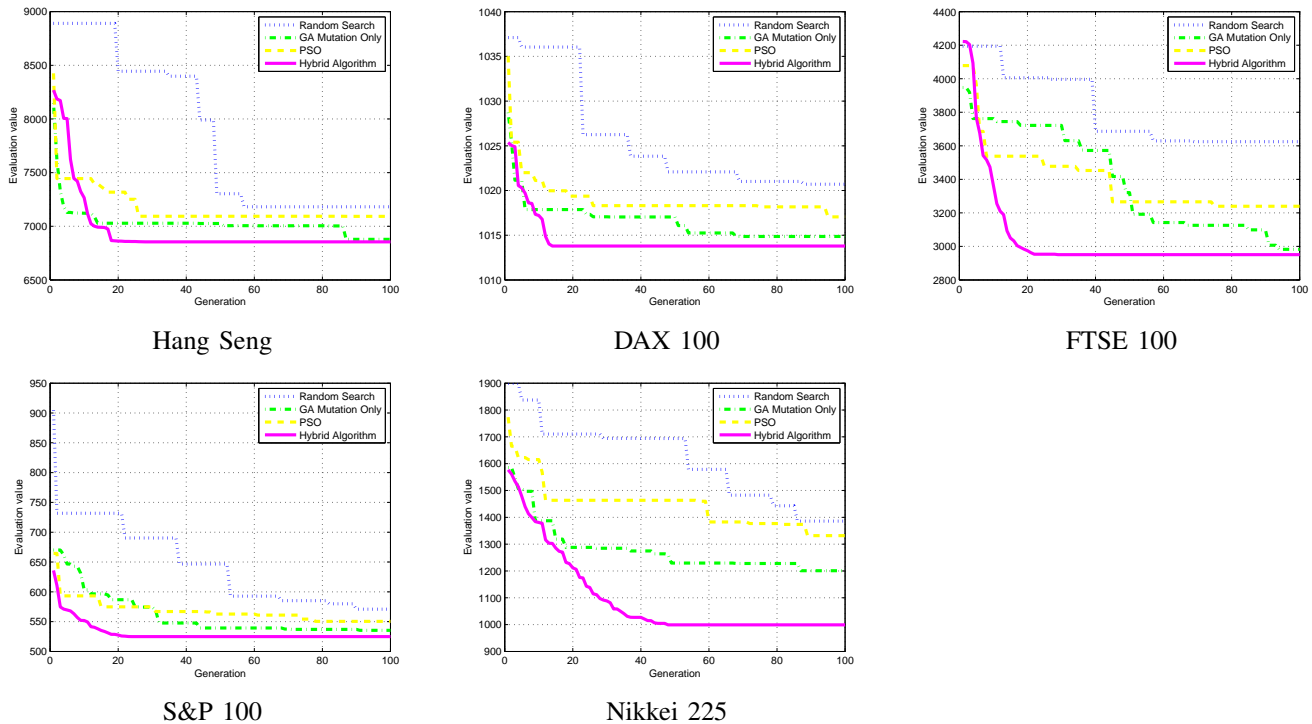 9000
8500
8000
7500
7000
6500
0 20 40 60 80 100
Evaluation value
Generation
Random Search
GA Mutation Only
PSO
Hybrid Algorithm
Hang Seng
1040
1035
1030
1025
1020
1015
1010
0 20 40 60 80 100
Evaluation value
Generation
Random Search
GA Mutation Only
PSO
Hybrid Algorithm
DAX 100
4400
4200
4000
3800
3600
3400
3200
3000
2800
0 20 40 60 80 100
Evaluation value
Generation
Random Search
GA Mutation Only
PSO
Hybrid Algorithm
FTSE 100
950
900
850
800
750
700
650
600
550
500
0 20 40 60 80 100
Evaluation value
Generation
Random Search
GA Mutation Only
PSO
Hybrid Algorithm
S&P 100
1900
1800
1700
1600
1500
1400
1300
1200
1100
1000
900
0 20 40 60 80 100
Evaluation value
Generation
Random Search
GA Mutation Only
PSO
Hybrid Algorithm
Nikkei 225